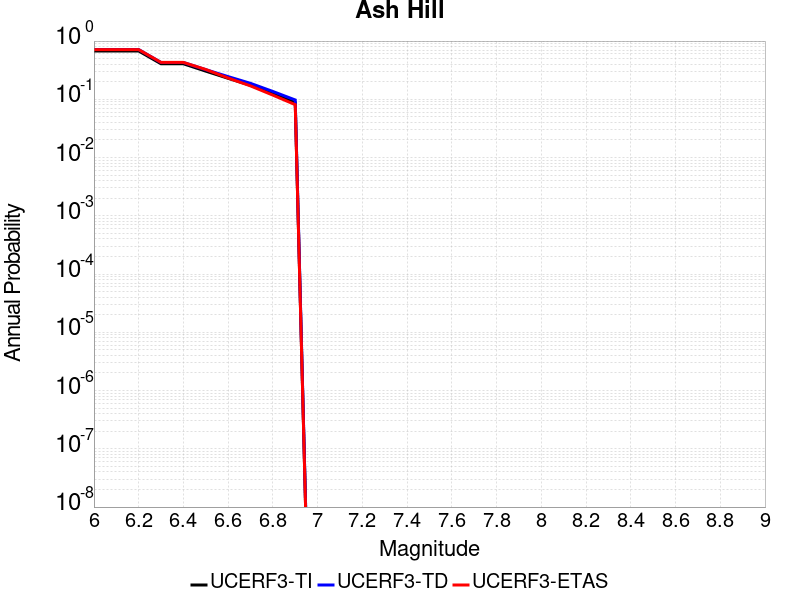 Ash Hill
Annual Probability
10^0
10^-1
10^-2
10^-3
10^-4
10^-5
10^-6
10^-7
10^-8
6 6.2 6.4 6.6 6.8 7 7.2 7.4 7.6 7.8 8 8.2 8.4 8.6 8.8 9
Magnitude
UCERF3-TI UCERF3-TD UCERF3-ETAS